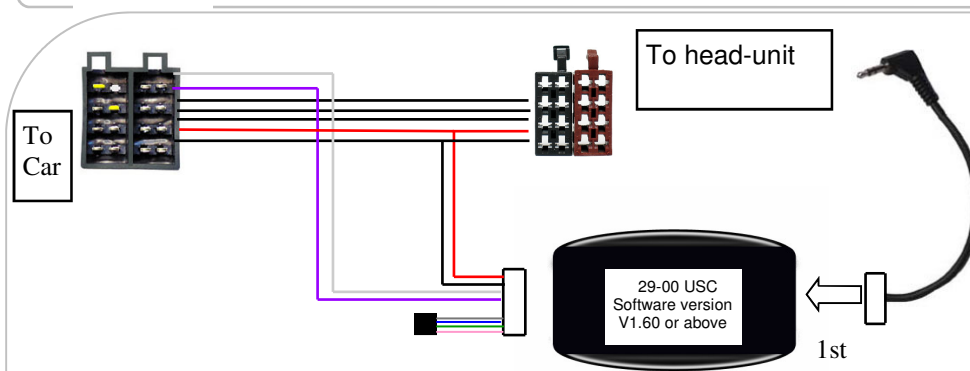 To head-unit
To
Car
29-00 USC
Software version
V1.60 or above
1st